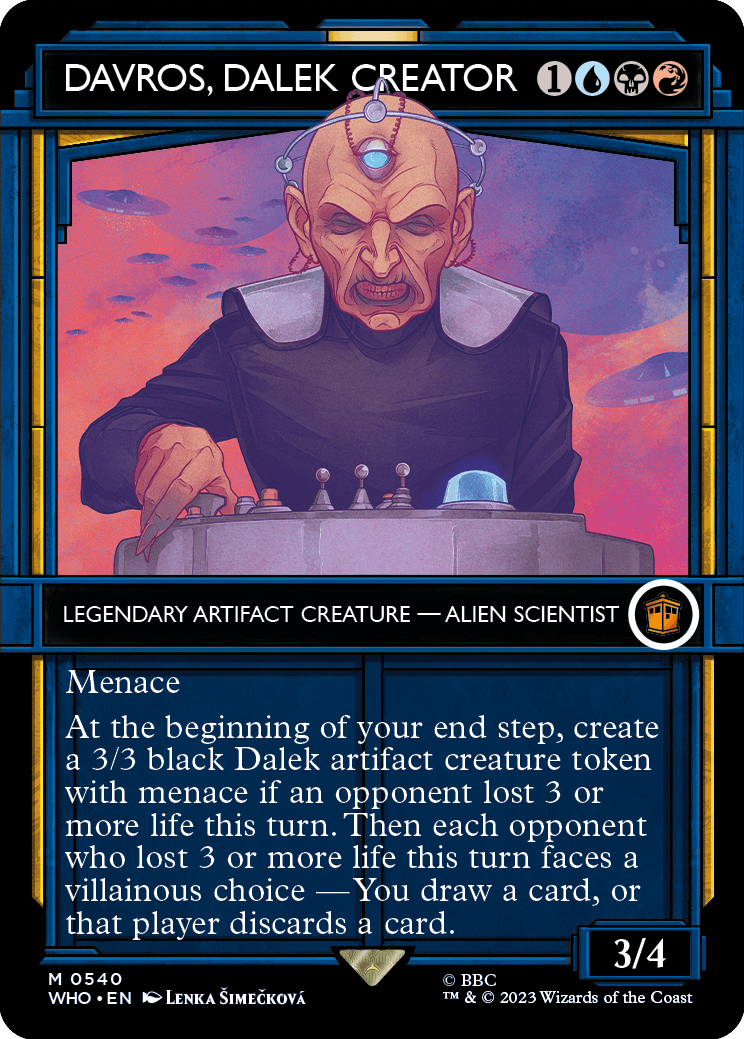 DAVROS, DALEK CREATOR 1
LEGENDARY ARTIFACT CREATURE — ALIEN SCIENTIST
Menace
At the beginning of your end step, create
a 3/3 black Dalek artifact creature token
with menace if an opponent lost 3 or
more life this turn. Then each opponent
who lost 3 or more life this turn faces a
villainous choice — You draw a card, or
that player discards a card.
3/4
M 0540
WHO • EN Lenka Šimečková
© BBC
™ & © 2023 Wizards of the Coast